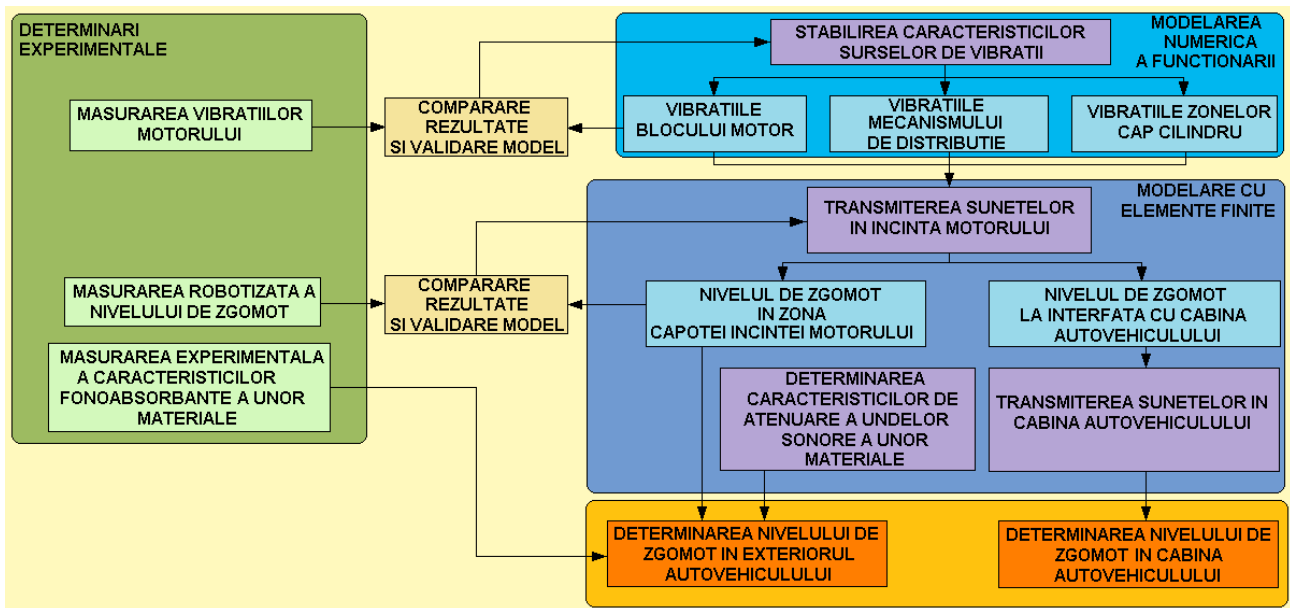 DETERMINARI
EXPERIMENTALE
MASURAREA VIBRATIILOR
MOTORULUI
MASURAREA ROBOTIZATA A
NIVELULUI DE ZGOMOT
MASURAREA EXPERIMENTALA
A CARACTERISTICILOR
FONOABSORBANTE A UNOR
MATERIALE
COMPARARE
REZULTATE
SI VALIDARE MODEL
COMPARARE
REZULTATE
SI VALIDARE MODEL
MODELAREA
NUMERICA
A FUNCTIONARII
STABILIREA CARACTERISTICILOR
SURSELOR DE VIBRATII
VIBRATIILE
BLOCULUI MOTOR
VIBRATIILE
MECANISMULUI
DE DISTRIBUTIE
VIBRATIILE ZONELOR
CAP CILINDRU
MODELARE CU
ELEMENTE FINITE
TRANSMITEREA SUNETELOR
IN INCINTA MOTORULUI
NIVELUL DE ZGOMOT
IN ZONA
CAPOTEI INCINTEI MOTORULUI
NIVELUL DE ZGOMOT
LA INTERFATA CU CABINA
AUTOVEHICULULUI
DETERMINAREA
CARACTERISTICILOR DE
ATENUARE A UNDELOR
SONORE A UNOR
MATERIALE
TRANSMITEREA SUNETELOR IN
CABINA AUTOVEHICULULUI
DETERMINAREA NIVELULUI DE
ZGOMOT IN EXTERIORUL
AUTOVEHICULULUI
DETERMINAREA NIVELULUI DE
ZGOMOT IN CABINA
AUTOVEHICULULUI